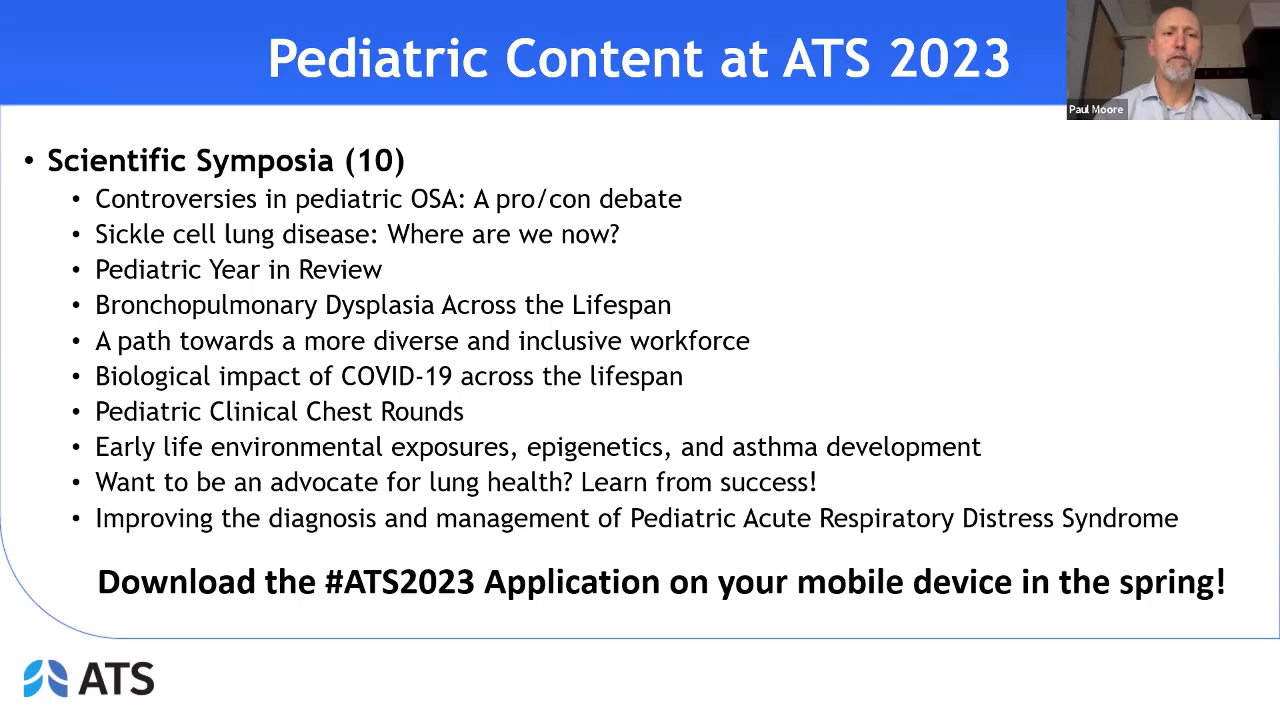 Pediatric Content at ATS 2023
Paul Moore
• Scientific Symposia (10)
• Controversies in pediatric OSA: A pro/con debate
• Sickle cell lung disease: Where are we now?
• Pediatric Year in Review
• Bronchopulmonary Dysplasia Across the Lifespan
• A path towards a more diverse and inclusive workforce
• Biological impact of COVID-19 across the lifespan
• Pediatric Clinical Chest Rounds
• Early life environmental exposures, epigenetics, and asthma development
• Want to be an advocate for lung health? Learn from success!
• Improving the diagnosis and management of Pediatric Acute Respiratory Distress Syndrome
Download the #ATS2023 Application on your mobile device in the spring!
ATS